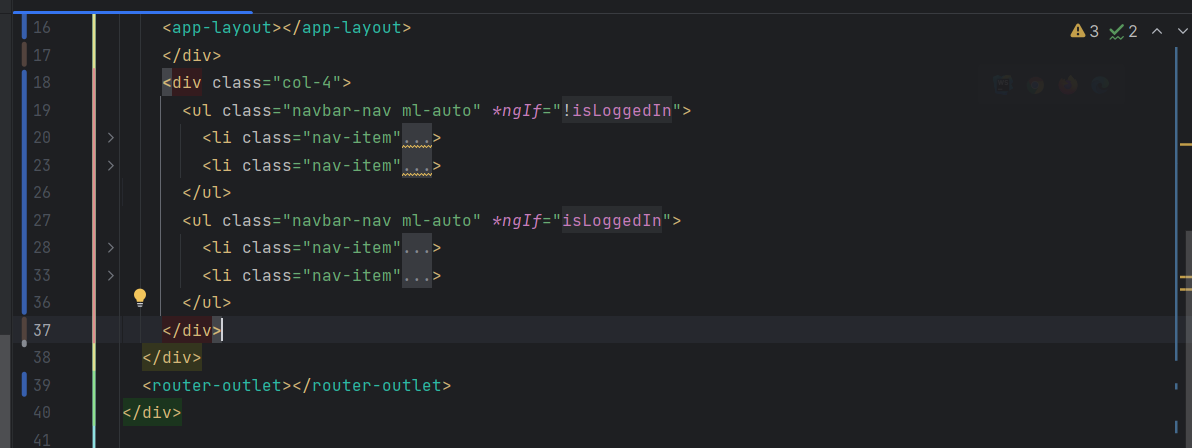 16 <app-layout></app-layout>
⚠ 3 ✓ 2
17 </div>
18 <div class="col-4">
19 <ul class="navbar-nav ml-auto" *ngIf="!isLoggedIn">
20 <li class="nav-item"...>
23 <li class="nav-item"...>
26 </ul>
27 <ul class="navbar-nav ml-auto" *ngIf="isLoggedIn">
28 <li class="nav-item"...>
33 <li class="nav-item"...>
36 </ul>
37 </div>
38 </div>
39 <router-outlet></router-outlet>
40 </div>
41